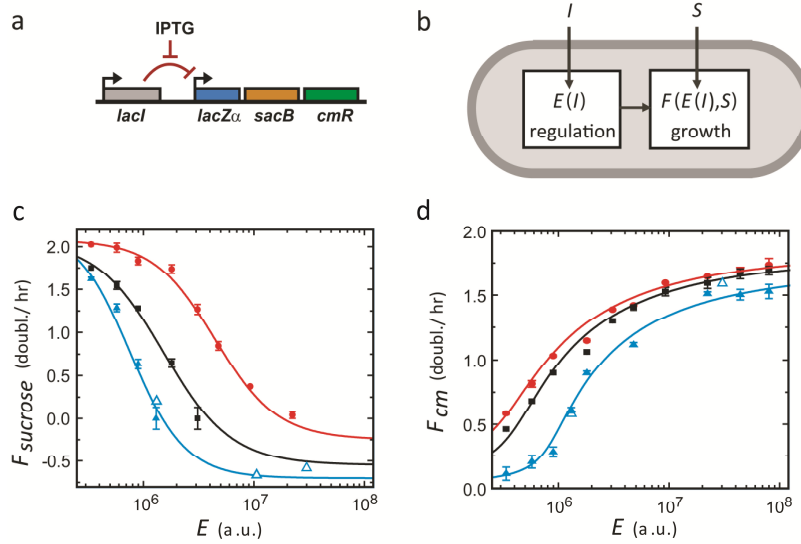 a
IPTG
lacI
lacZα
sacB
cmR
b
I
S
E(I)
regulation
F(E(I),S)
growth
c
2.0
1.5
1.0
0.5
0.0
-0.5
F sucrose (doubl./ hr)
10^6
10^7
10^8
E (a.u.)
d
2.0
1.5
1.0
0.5
0.0
F cm (doubl./ hr)
10^6
10^7
10^8
E (a.u.)